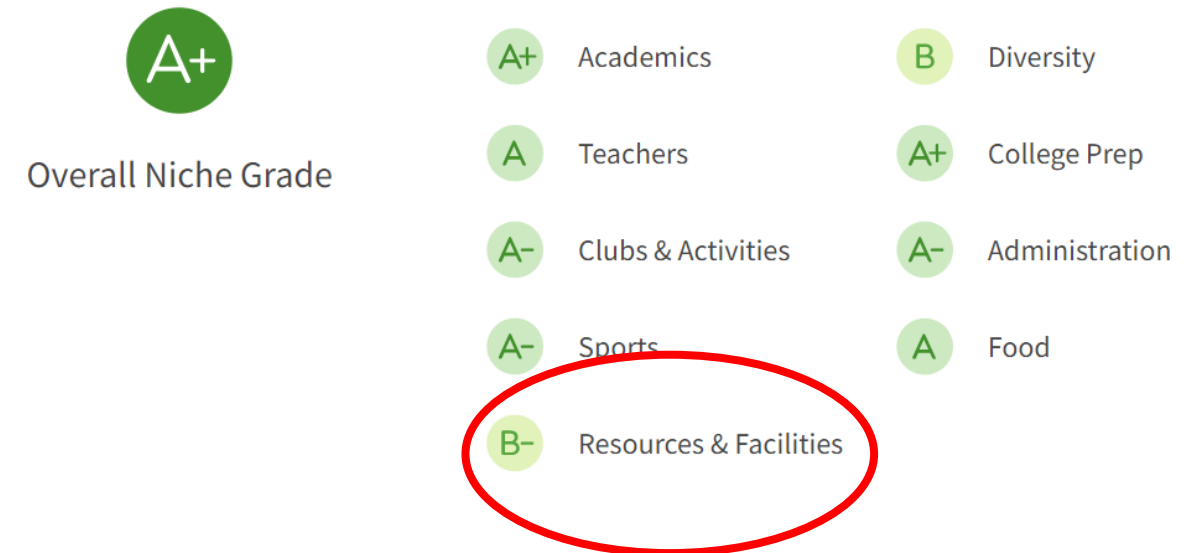 A+
Overall Niche Grade
A+ Academics
A Teachers
A- Clubs & Activities
A- Sports
B- Resources & Facilities
B Diversity
A+ College Prep
A- Administration
A Food